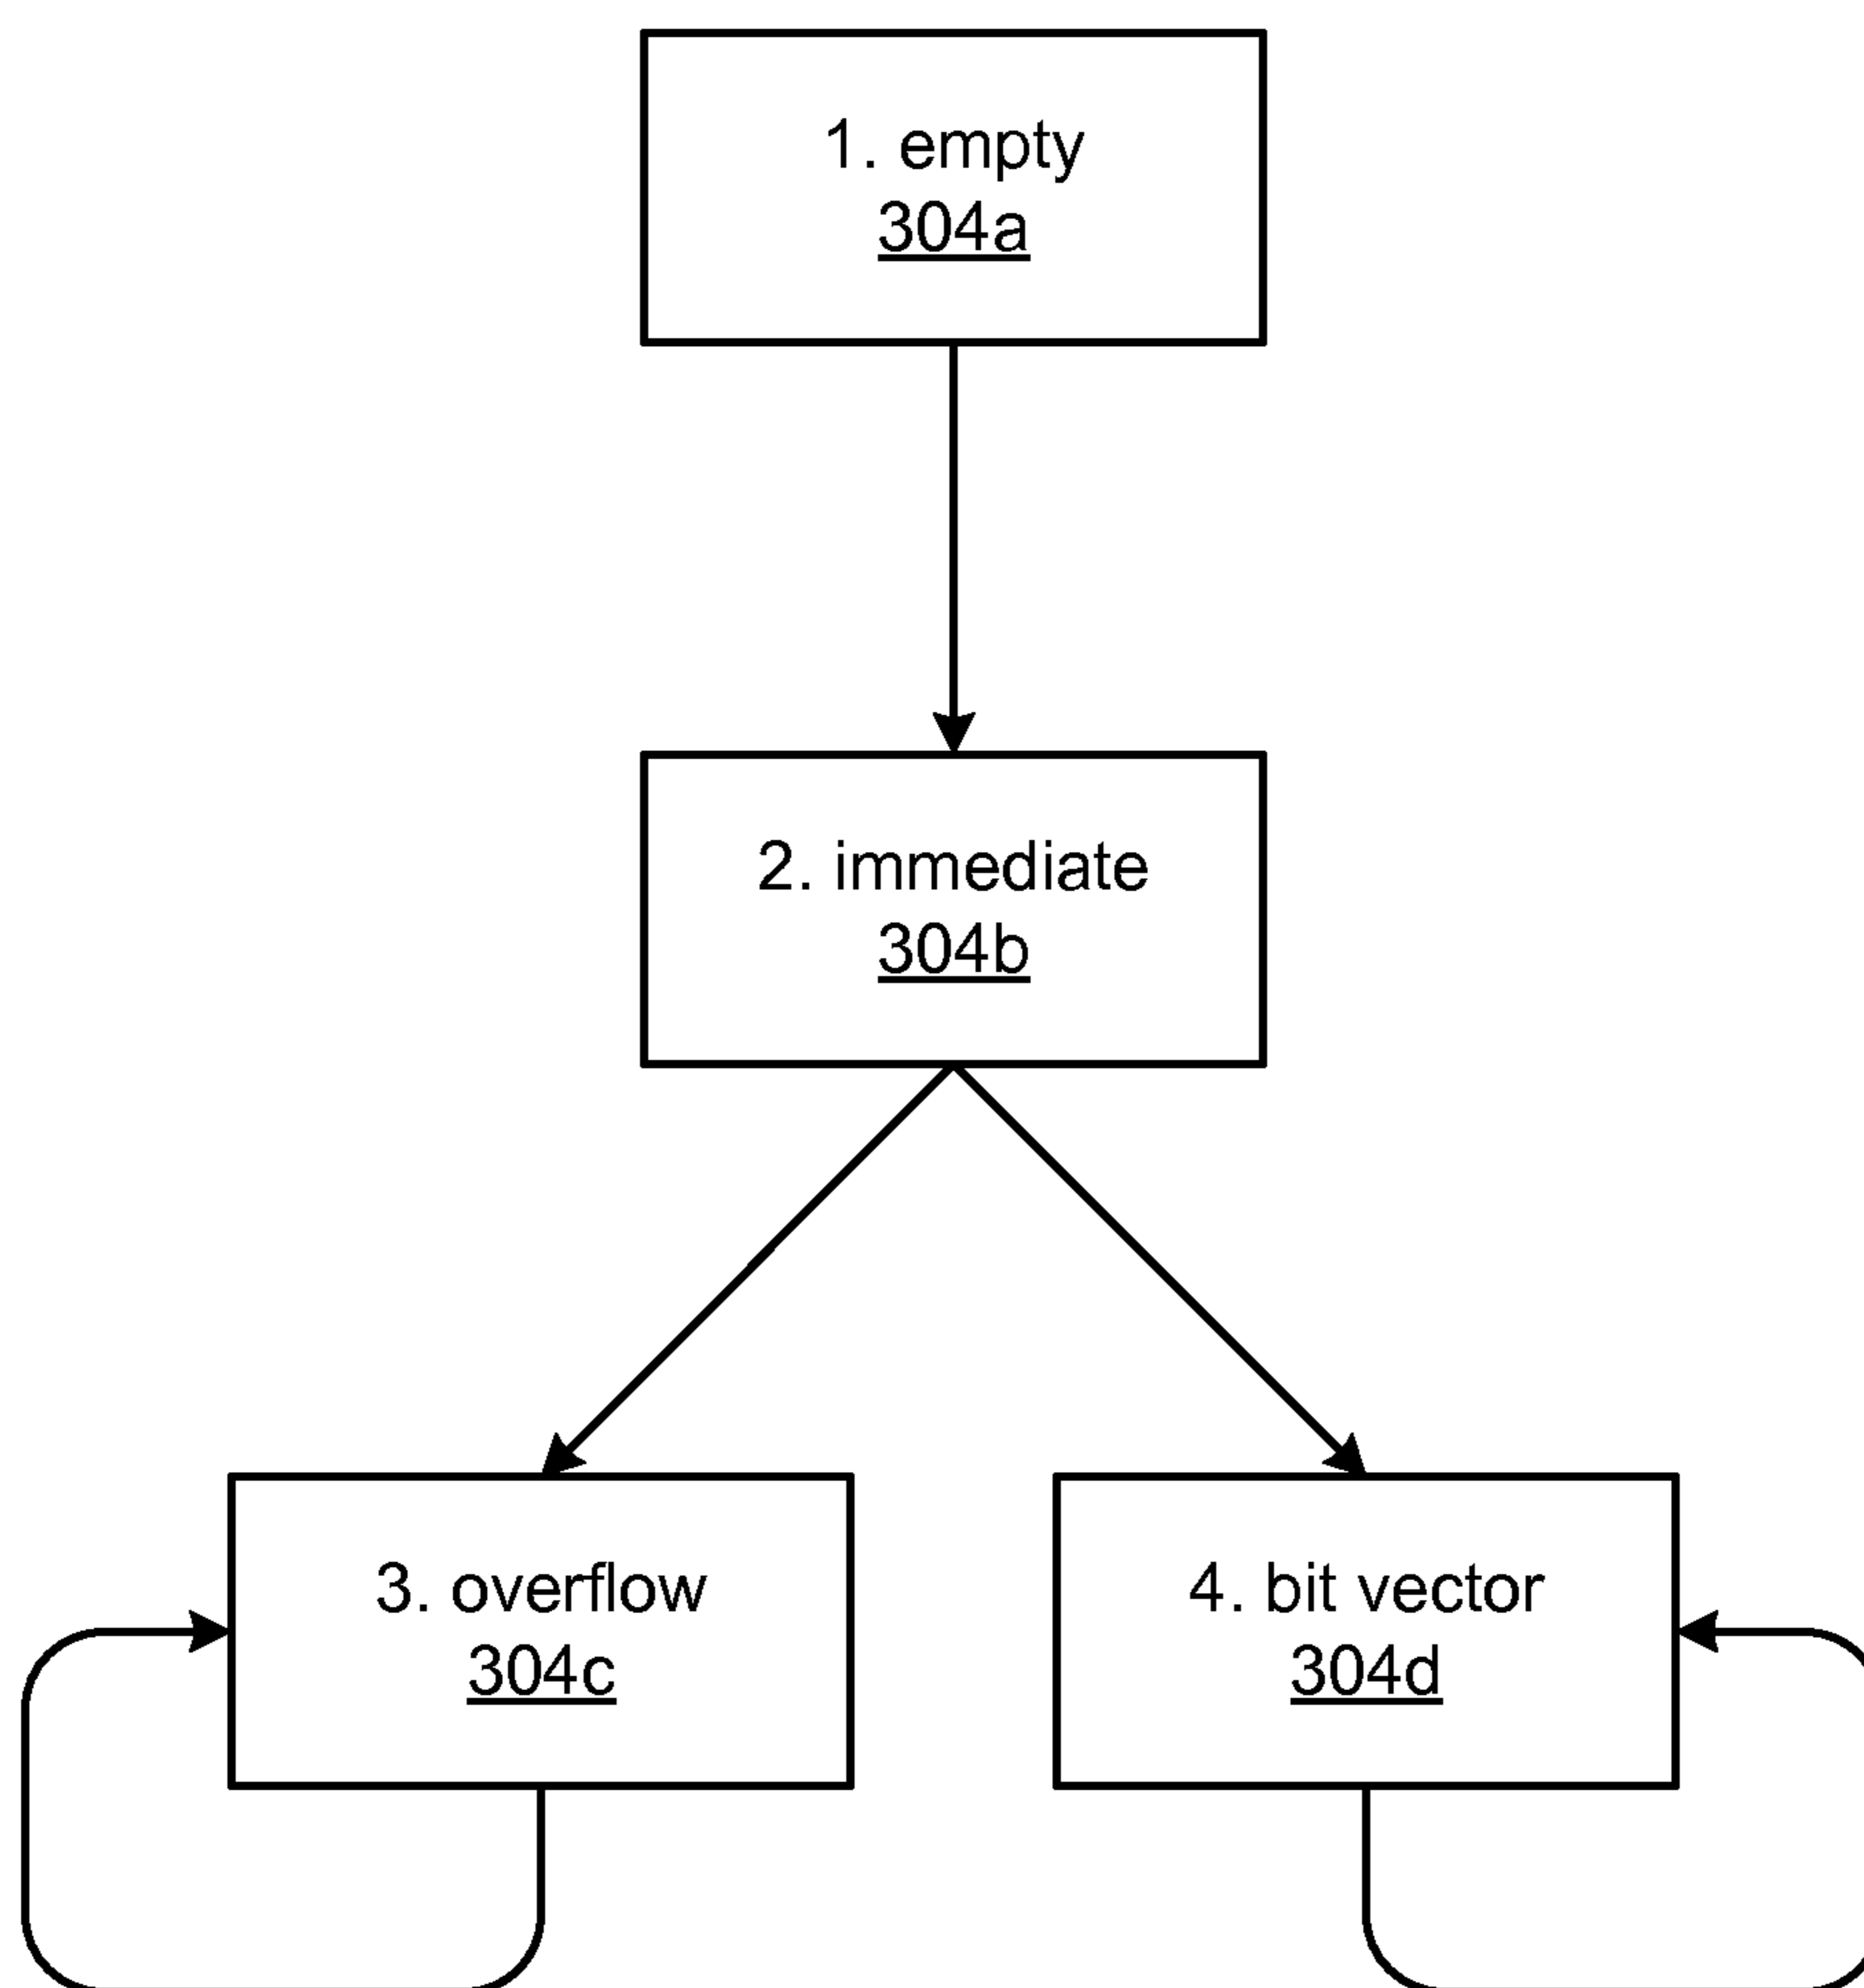 1. empty
304a
2. immediate
304b
3. overflow
304c
4. bit vector
304d